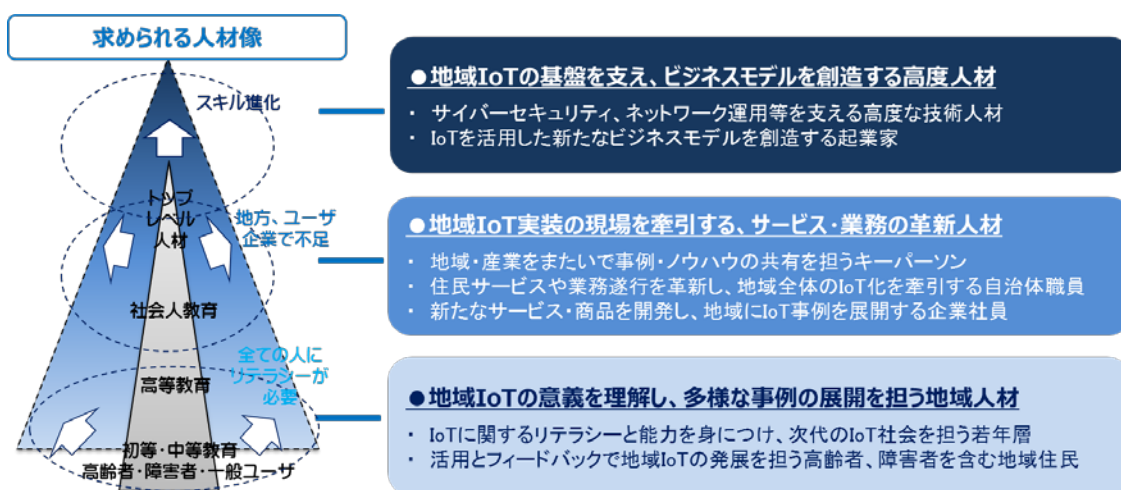 求められる人材像
スキル進化
トップ
レベル
人材
地方、ユーザ
企業で不足
社会人教育
全ての人に
リテラシーが
必要
高等教育
初等・中等教育
高齢者・障害者・一般ユーザ
●地域IoTの基盤を支え、ビジネスモデルを創造する高度人材
・ サイバーセキュリティ、ネットワーク運用等を支える高度な技術人材
・ IoTを活用した新たなビジネスモデルを創造する起業家
●地域IoT実装の現場を牽引する、サービス・業務の革新人材
・ 地域・産業をまたいで事例・ノウハウの共有を担うキーパーソン
・ 住民サービスや業務遂行を革新し、地域全体のIoT化を牽引する自治体職員
・ 新たなサービス・商品を開発し、地域にIoT事例を展開する企業社員
●地域IoTの意義を理解し、多様な事例の展開を担う地域人材
・ IoTに関するリテラシーと能力を身につけ、次代のIoT社会を担う若年層
・ 活用とフィードバックで地域IoTの発展を担う高齢者、障害者を含む地域住民